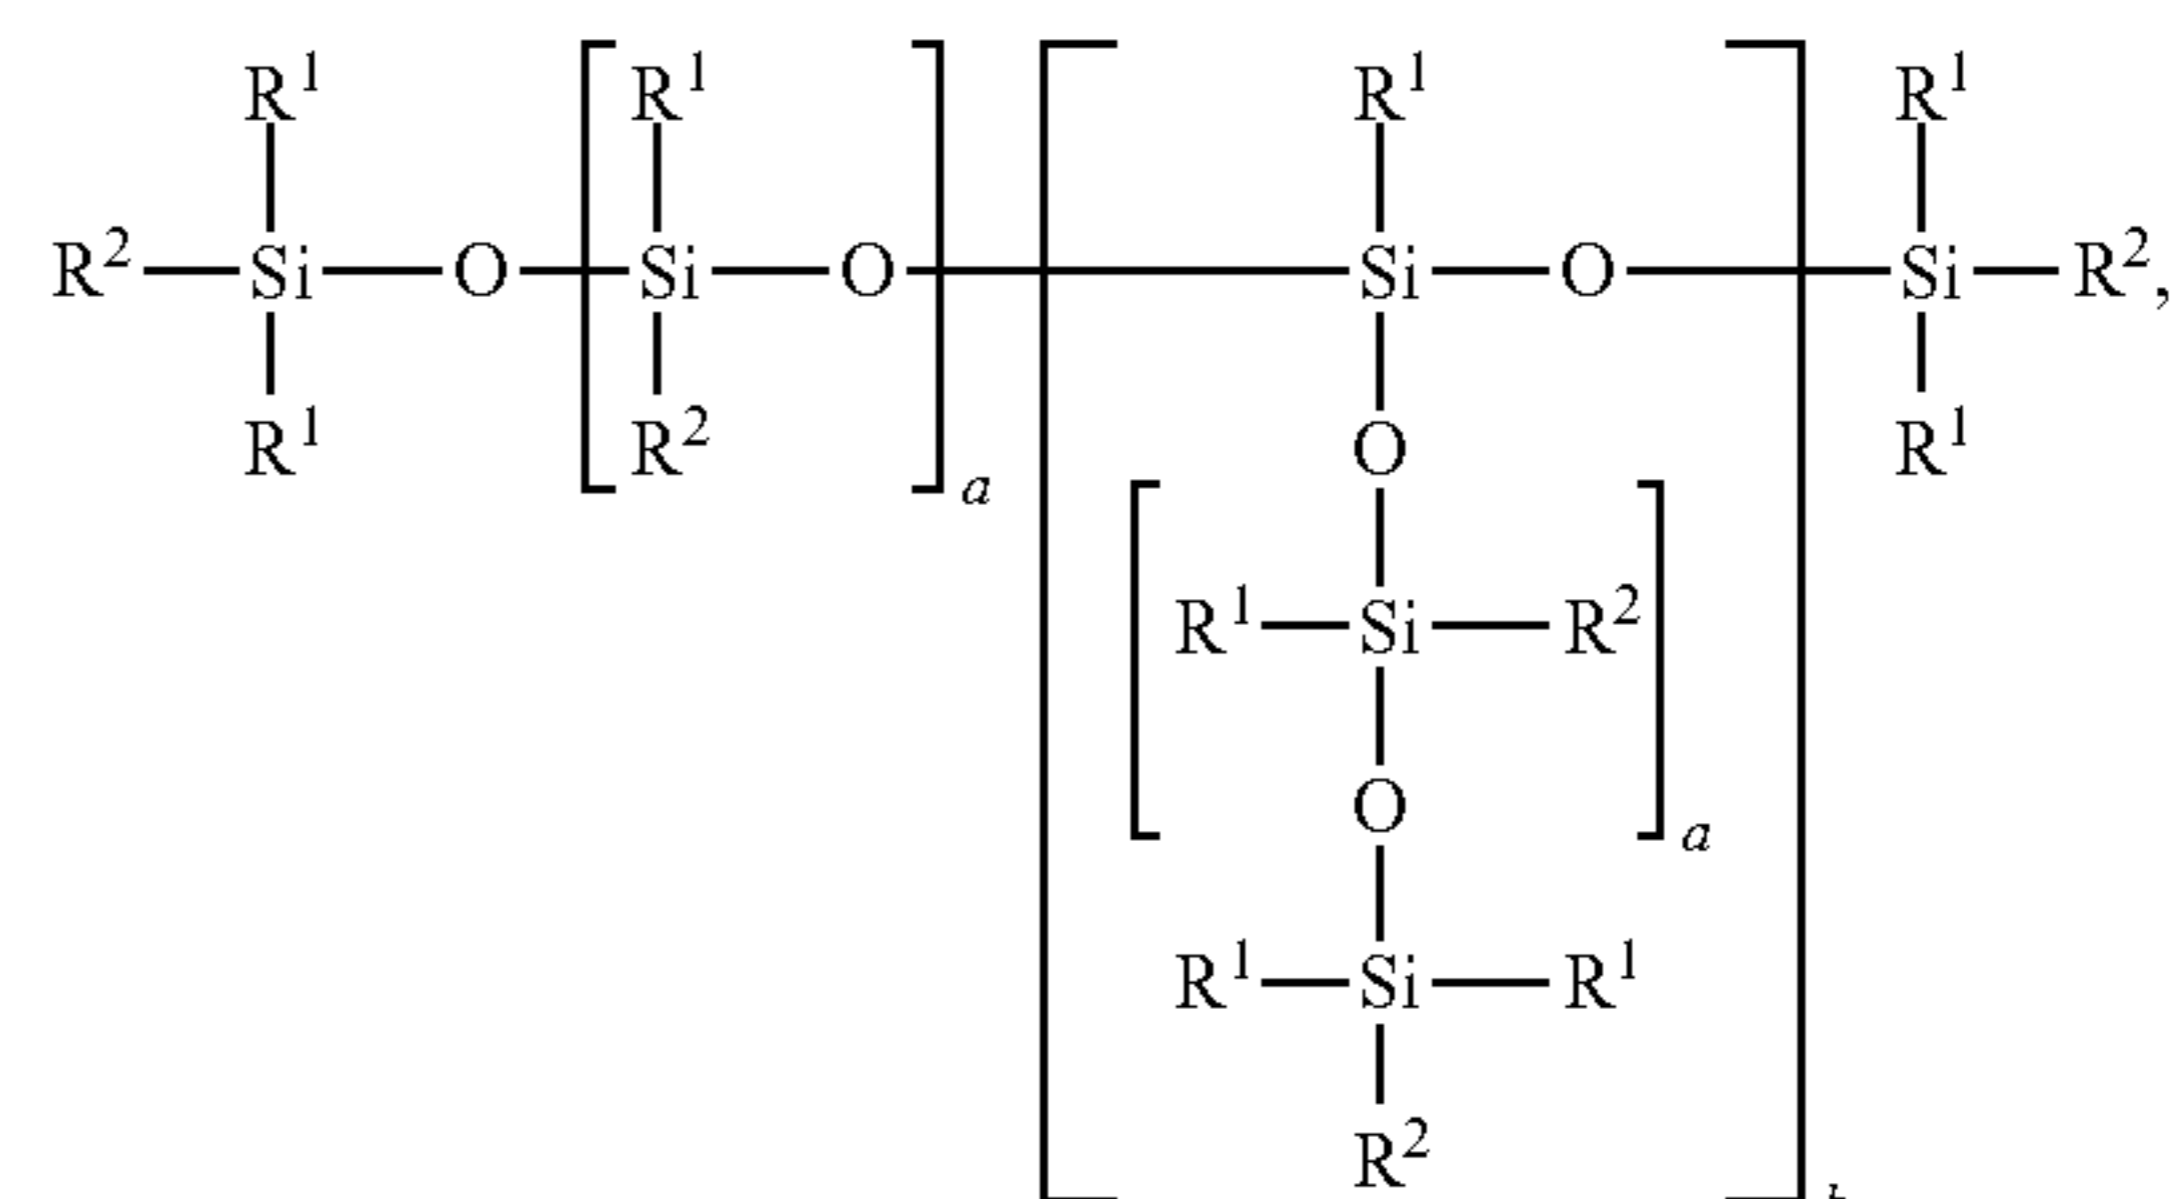 R¹ R¹ R¹ R¹
R² Si O Si O Si O Si R²,
R¹ R² O R¹
a
R¹ Si R²
O
a
R¹ Si R¹
R²